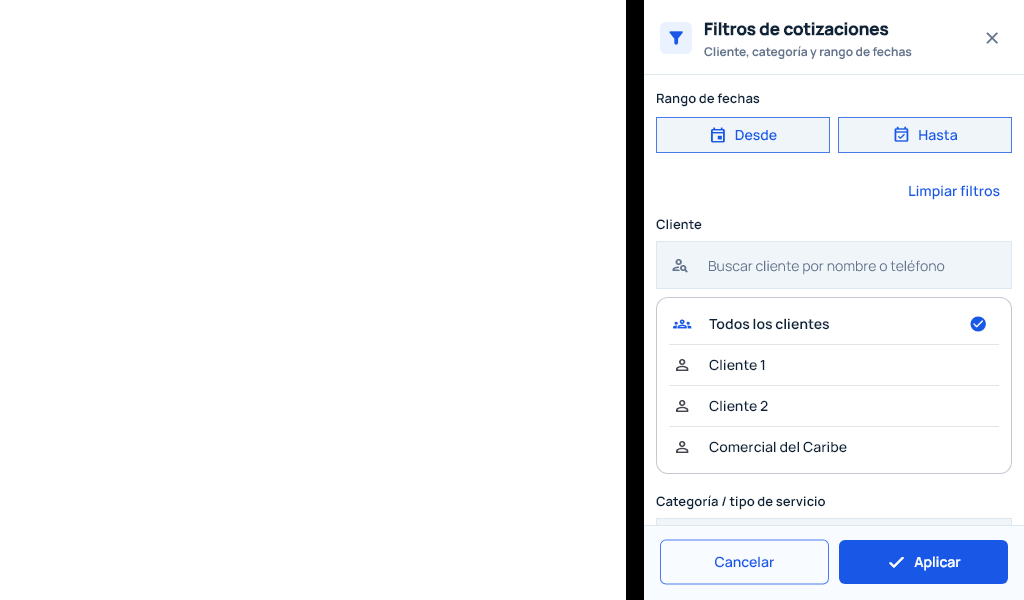 Filtros de cotizaciones
Cliente, categoría y rango de fechas
Rango de fechas
Desde
Hasta
Limpiar filtros
Cliente
Buscar cliente por nombre o teléfono
Todos los clientes
Cliente 1
Cliente 2
Comercial del Caribe
Categoría / tipo de servicio
Cancelar
Aplicar